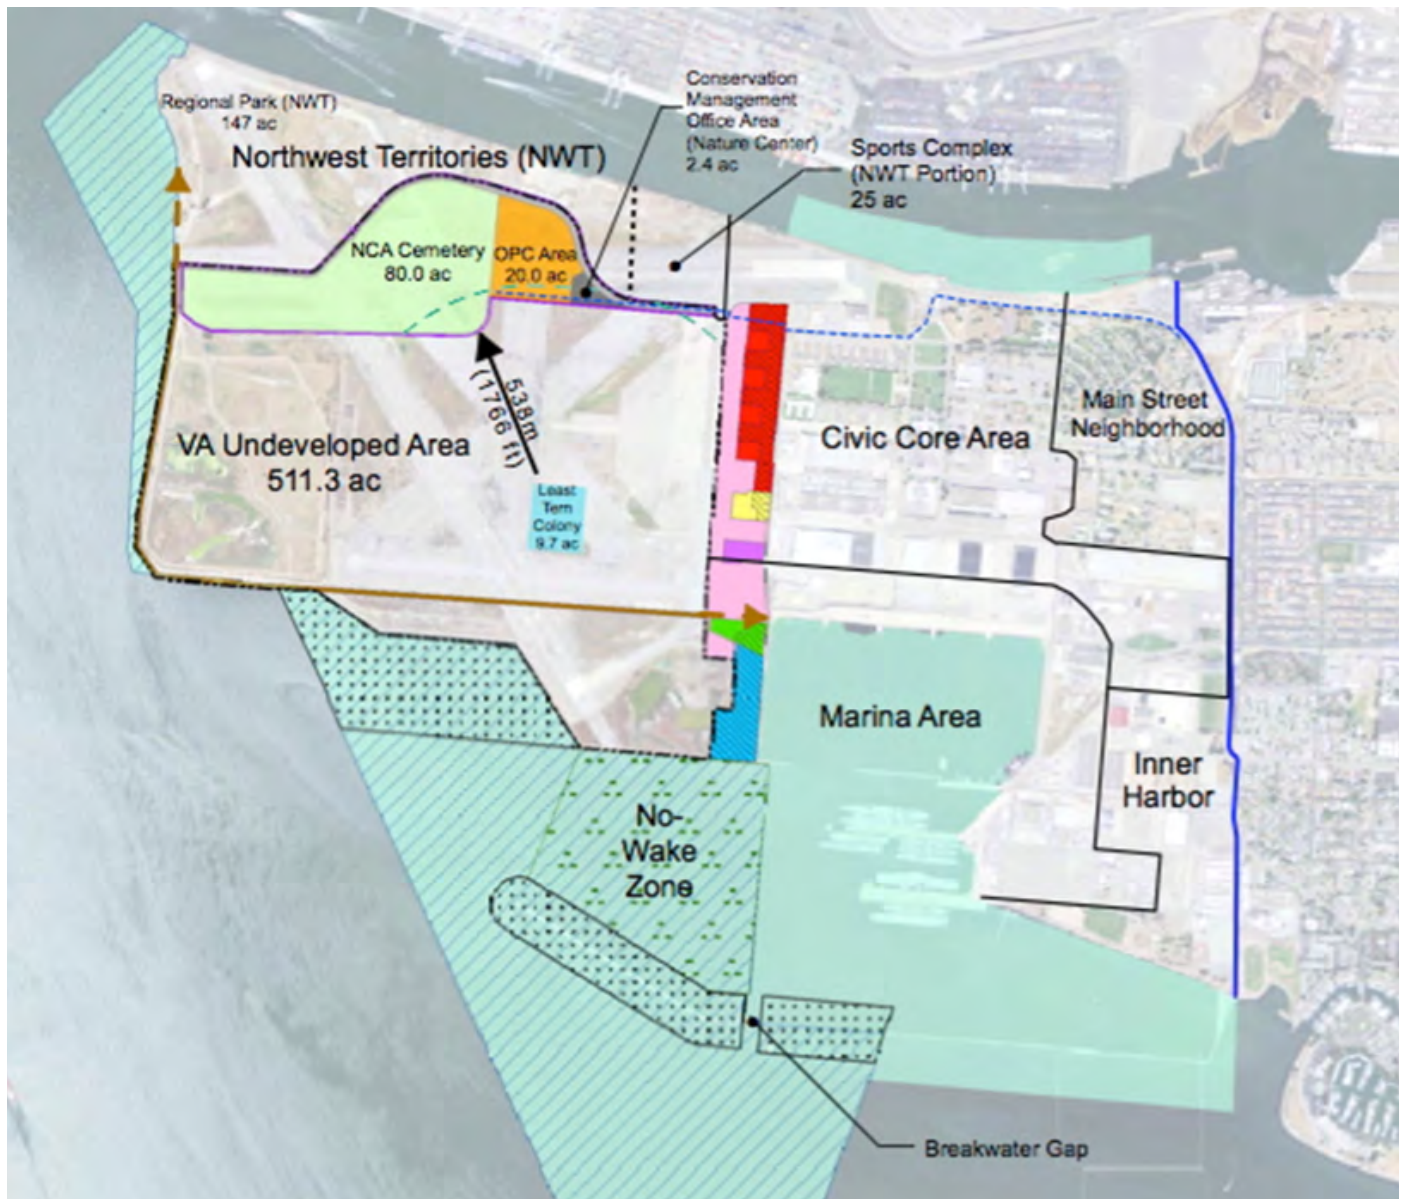 Regional Park (NWT)
147 ac
Northwest Territories (NWT)
Conservation
Management
Office Area
(Nature Center)
2.4 ac
Sports Complex
(NWT Portion)
25 ac
NCA Cemetery
80.0 ac
OPC Area
20.0 ac
538m
(1766 ft)
VA Undeveloped Area
511.3 ac
Least
Tern
Colony
9.7 ac
Civic Core Area
Main Street
Neighborhood
Marina Area
Inner
Harbor
No-
Wake
Zone
Breakwater Gap